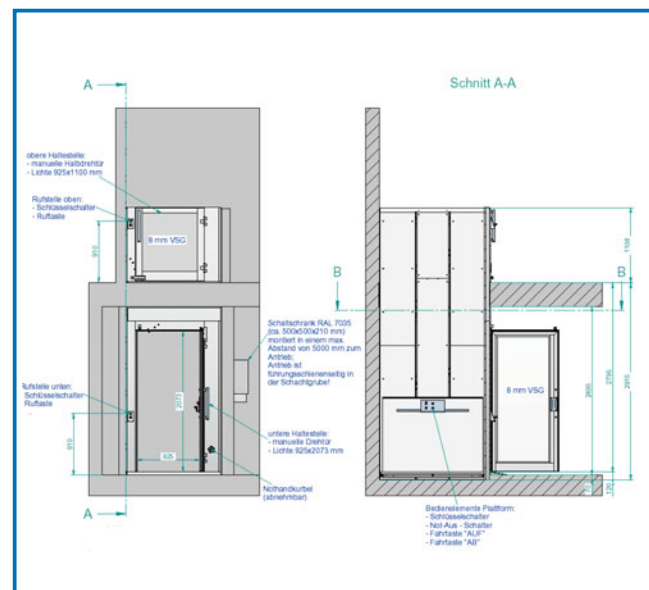 A
Schnitt A-A
obere Haltestelle:
- manuelle Halbdrehtür
- Lichte 925x1100 mm
Rufstelle oben:
- Schlüsselschalter
- Ruftaste
8 mm VSG
910
1108
B
B
Schaltschrank RAL 7035
(ca. 500x500x210 mm)
montiert in einem max.
Abstand von 5000 mm zum
Antrieb;
Antrieb ist
führungsschienenseitig in
der Schachtgrube!
8 mm VSG
2695
2795
2915
Rufstelle unten:
Schlüsselschalter
Ruftaste
2073
925
910
untere Haltestelle:
- manuelle Drehtür
- Lichte 925x2073 mm
Nothandkurbel
(abnehmbar)
120
A
Bedienelemente Plattform:
- Schlüsselschalter
- Not-Aus - Schalter
- Fahrtaste "AUF"
- Fahrtaste "AB"